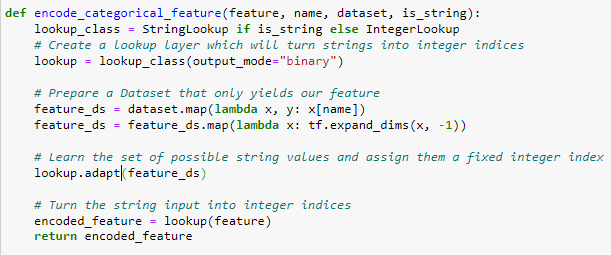 def encode_categorical_feature(feature, name, dataset, is_string):
    lookup_class = StringLookup if is_string else IntegerLookup
    # Create a lookup layer which will turn strings into integer indices
    lookup = lookup_class(output_mode="binary")

    # Prepare a Dataset that only yields our feature
    feature_ds = dataset.map(lambda x, y: x[name])
    feature_ds = feature_ds.map(lambda x: tf.expand_dims(x, -1))

    # Learn the set of possible string values and assign them a fixed integer index
    lookup.adapt(feature_ds)

    # Turn the string input into integer indices
    encoded_feature = lookup(feature)
    return encoded_feature